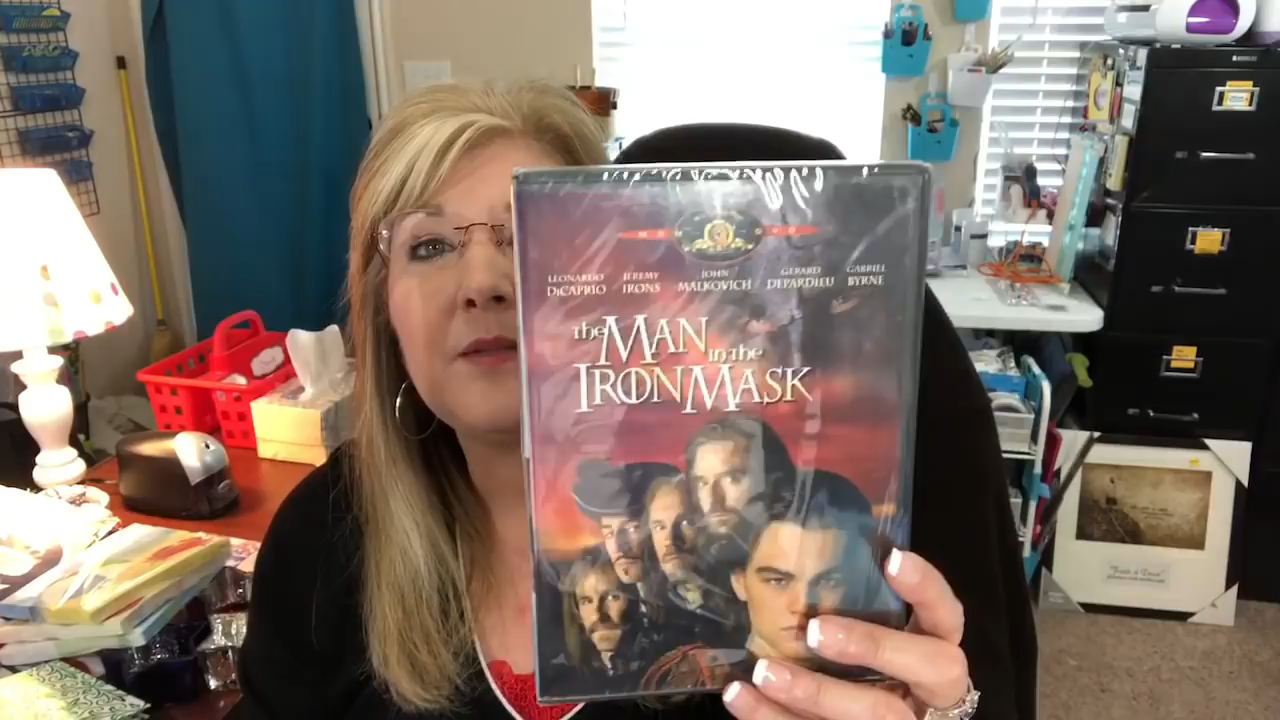 LEONARDO DiCAPRIO
JEREMY IRONS
JOHN MALKOVICH
GERARD DEPARDIEU
GABRIEL BYRNE
the MAN in the
IRON MASK